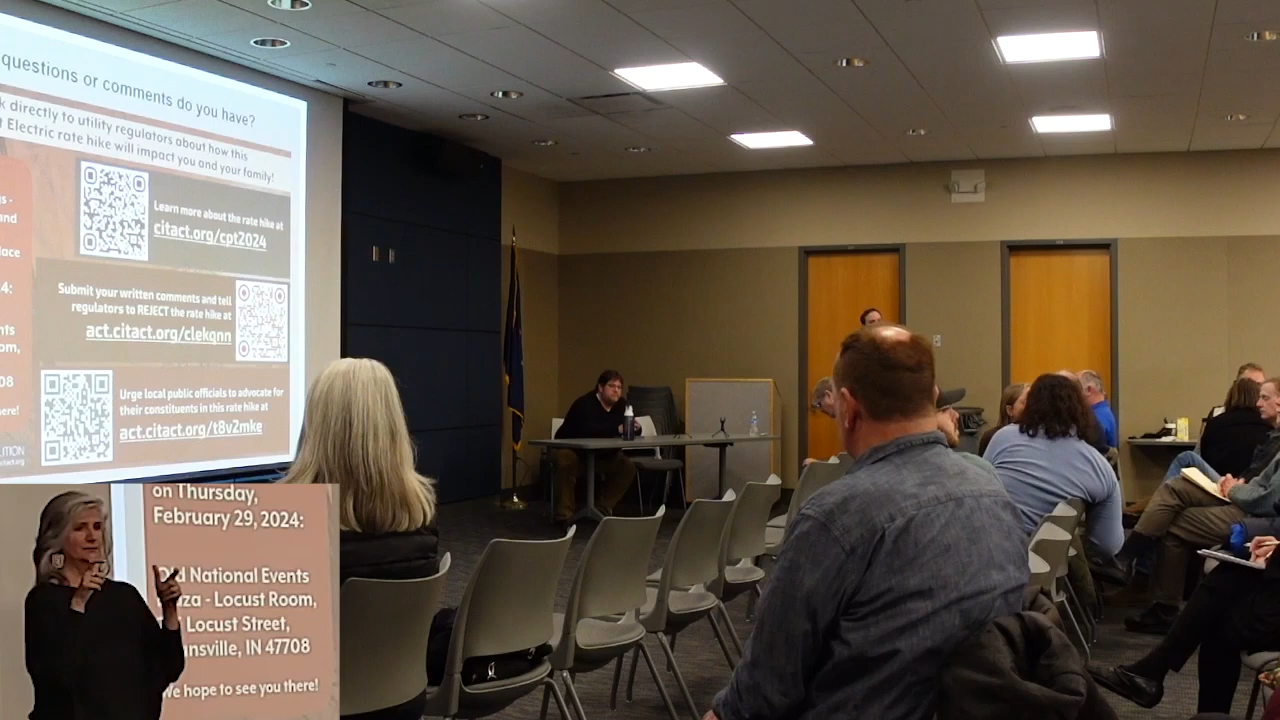 questions or comments do you have?
directly to utility regulators about how this
Electric rate hike will impact you and your family!
Learn more about the rate hike at
citact.org/cpt2024
Submit your written comments and tell
regulators to REJECT the rate hike at
act.citact.org/clekqnn
Urge local public officials to advocate for
their constituents in this rate hike at
act.citact.org/t8v2mke
on Thursday,
February 29, 2024:
National Events
- Locust Room,
Locust Street,
IN 47708
We hope to see you there!